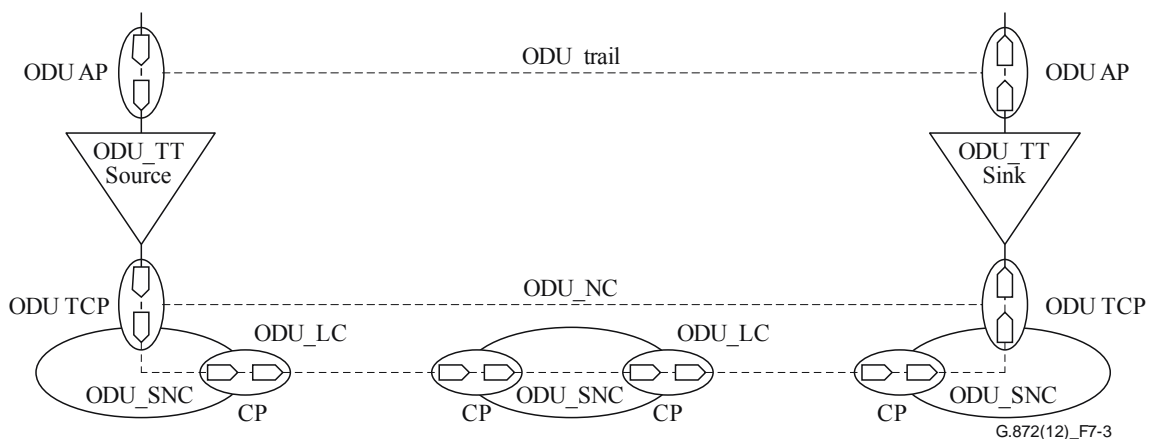 ODU trail
ODU AP
ODU AP
ODU_TT
Source
ODU_TT
Sink
ODU_NC
ODU TCP
ODU TCP
ODU_LC
ODU_LC
ODU_SNC
ODU_SNC
ODU_SNC
CP
CP
CP
CP
G.872(12)_F7-3